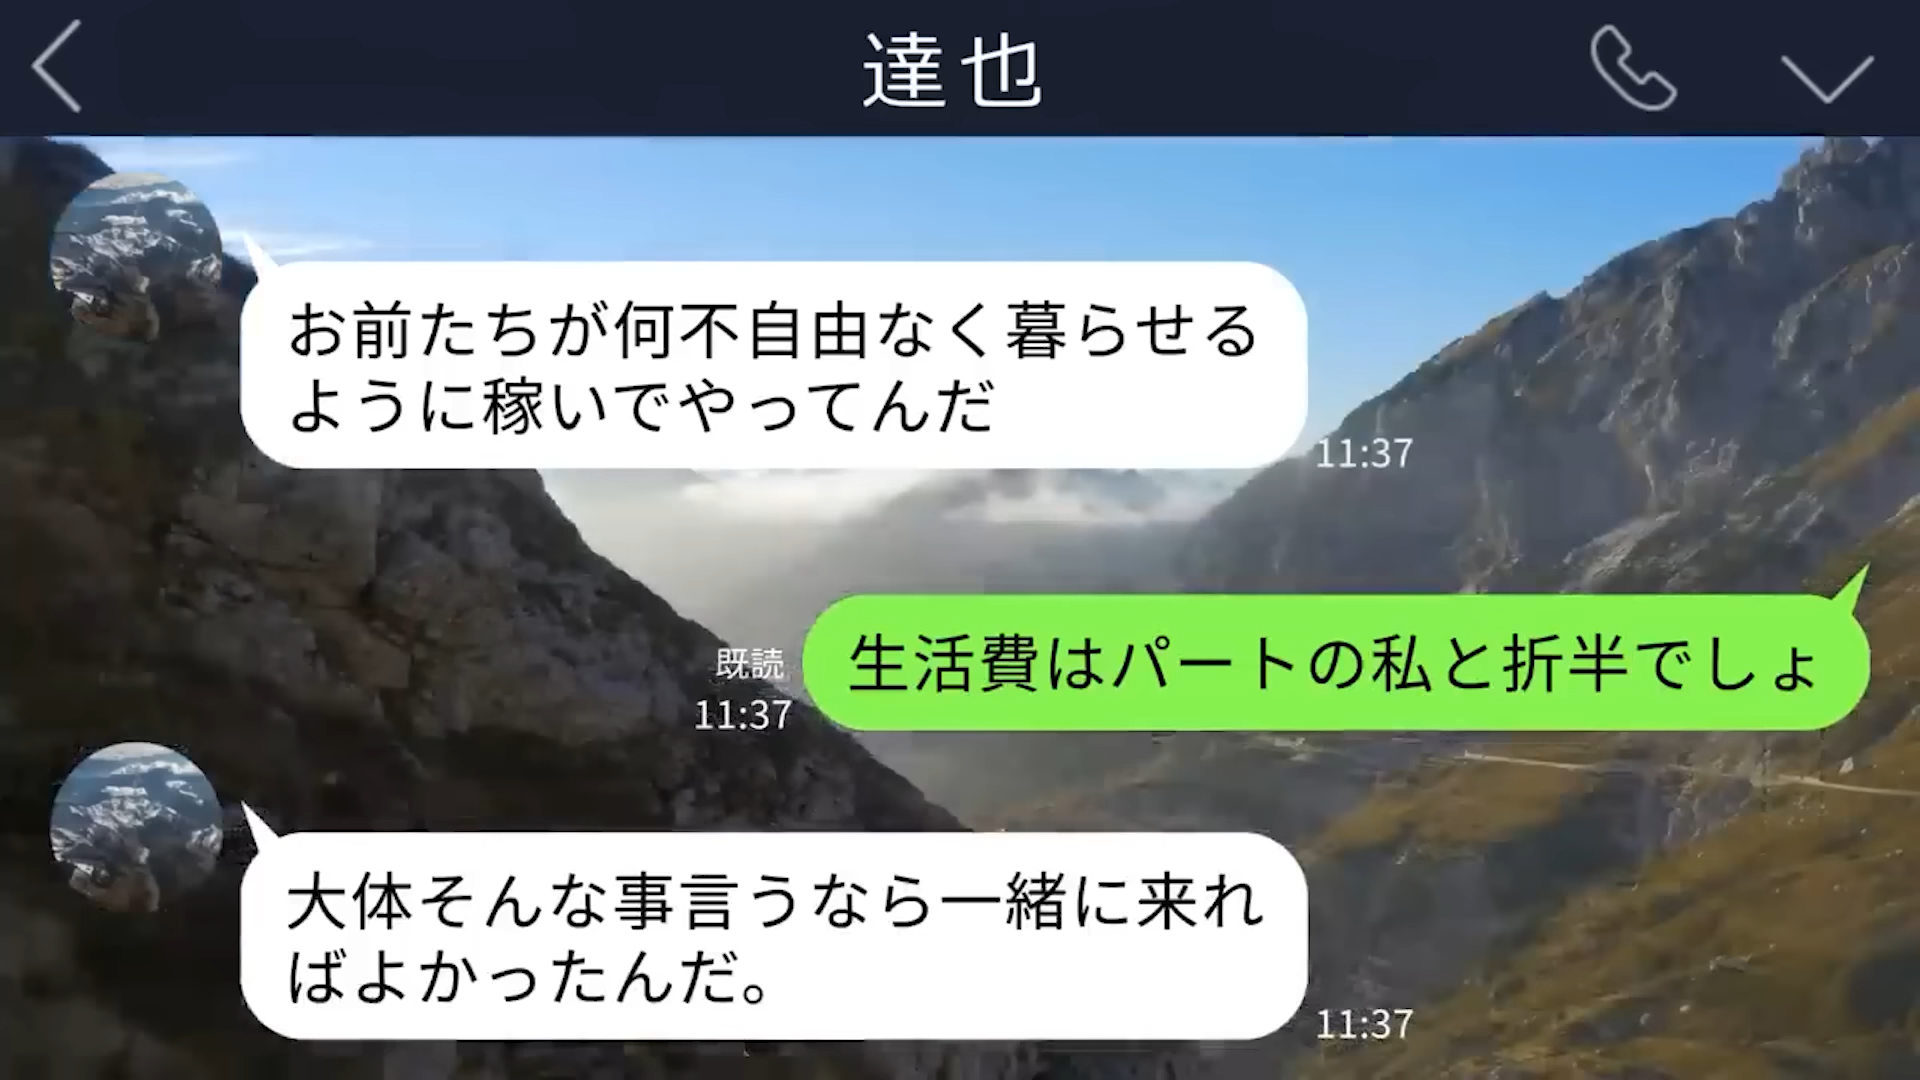 達也
お前たちが何不自由なく暮らせる
ように稼いでやってんだ
11:37
生活費はパートの私と折半でしょ
既読
11:37
大体そんな事言うなら一緒に来れ
ばよかったんだ。
11:37